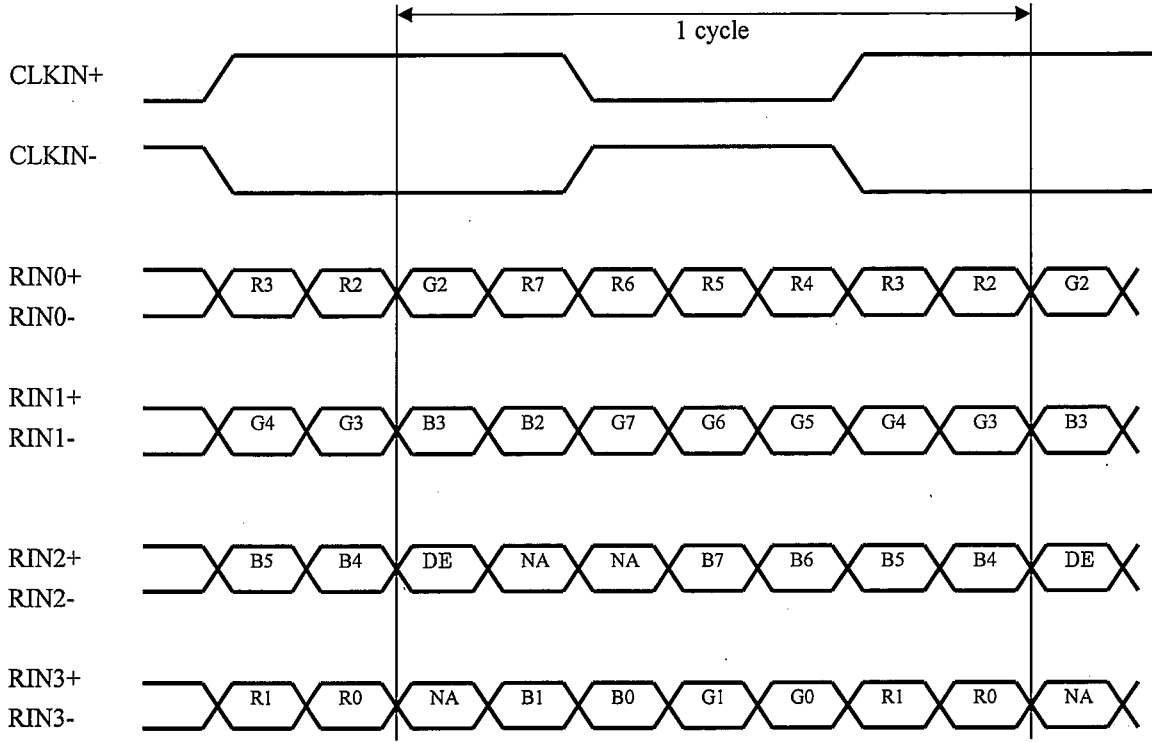 1 cycle
CLKIN+
CLKIN-
RIN0+
R3 R2 G2 R7 R6 R5 R4 R3 R2 G2
RIN0-
RIN1+
G4 G3 B3 B2 G7 G6 G5 G4 G3 B3
RIN1-
RIN2+
B5 B4 DE NA NA B7 B6 B5 B4 DE
RIN2-
RIN3+
R1 R0 NA B1 B0 G1 G0 R1 R0 NA
RIN3-